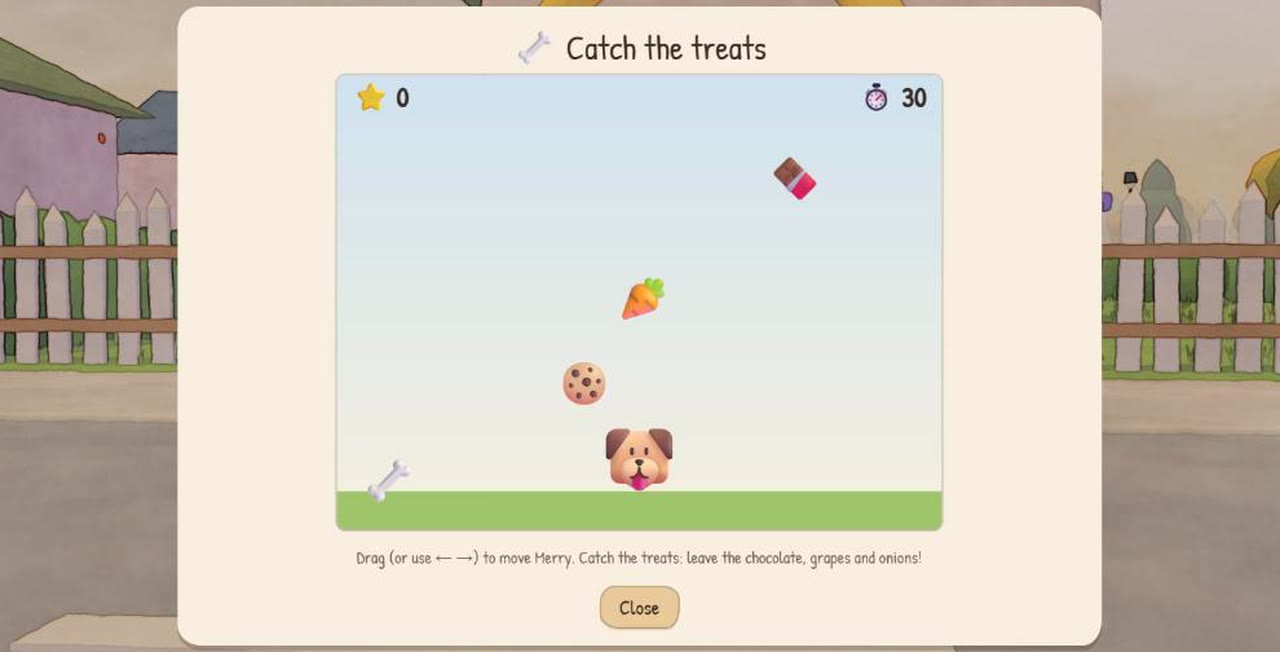 Catch the treats
0
30
Drag (or use ← →) to move Merry. Catch the treats: leave the chocolate, grapes and onions!
Close